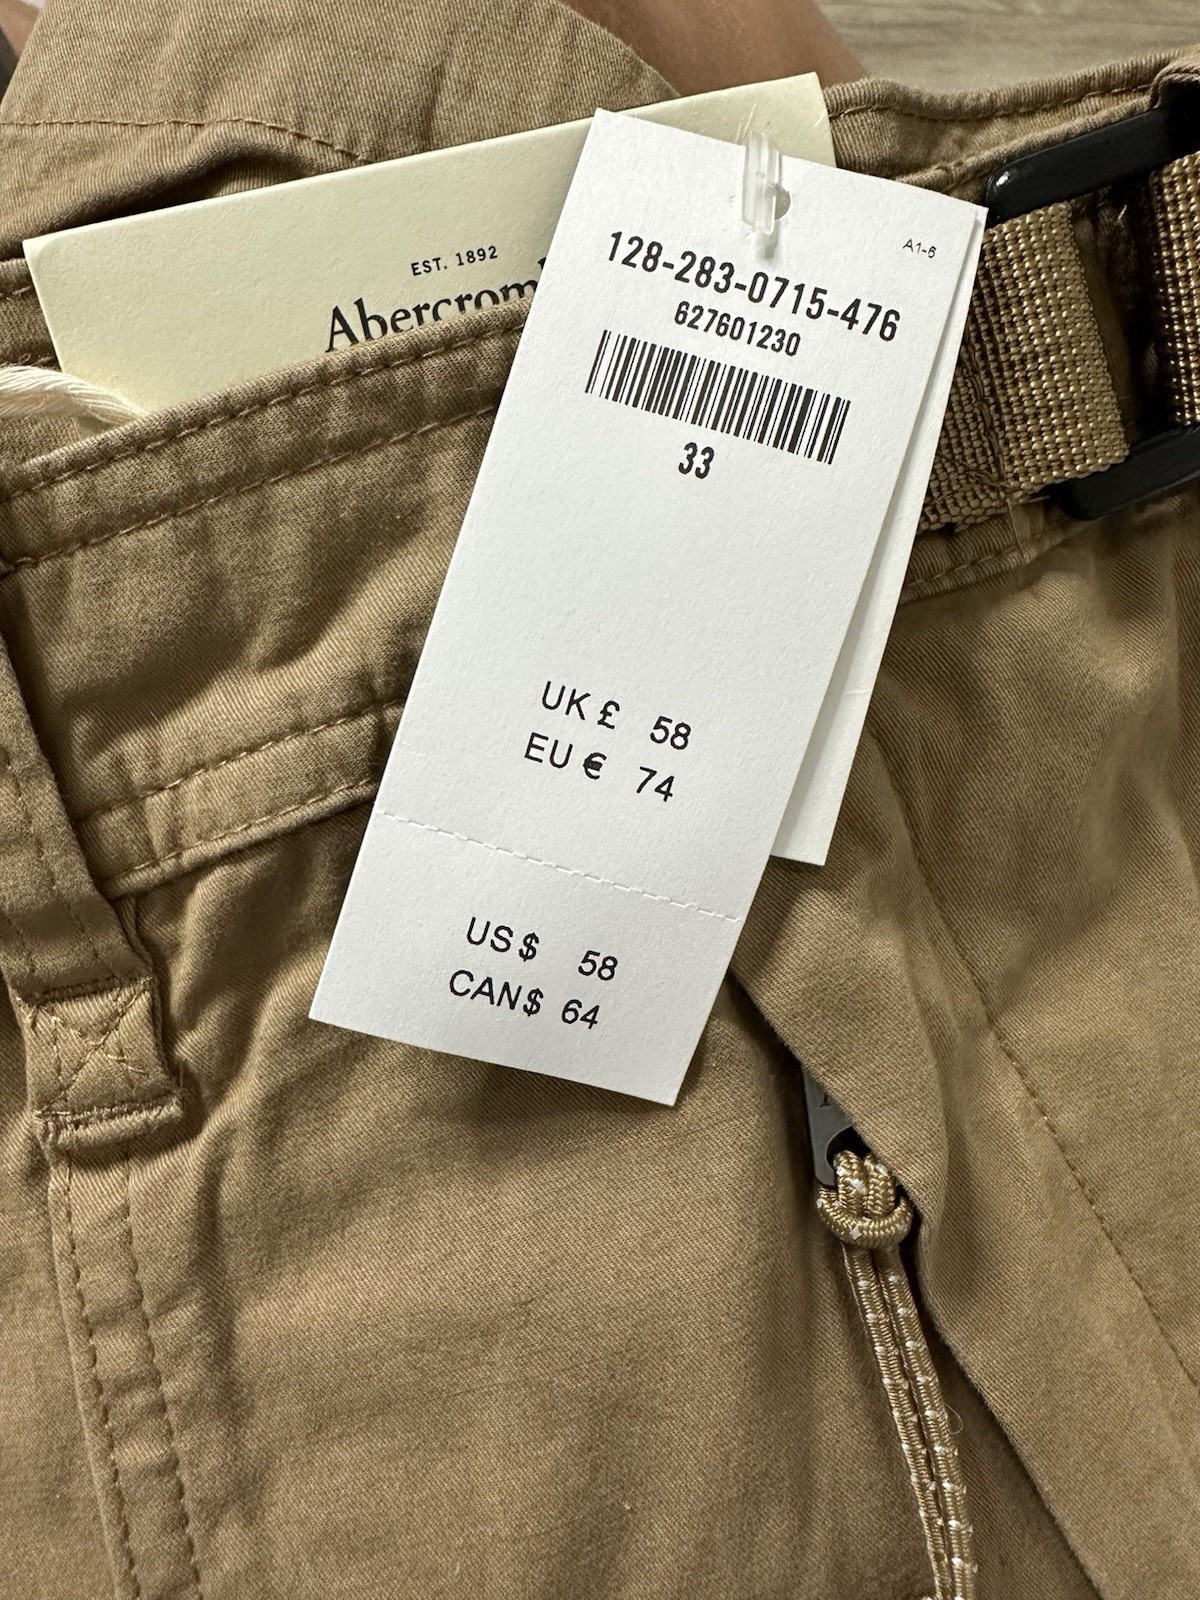 EST. 1892
Abercrom
A1-6
128-283-0715-476
627601230
33
UK £ 58
EU € 74
US $ 58
CAN$ 64